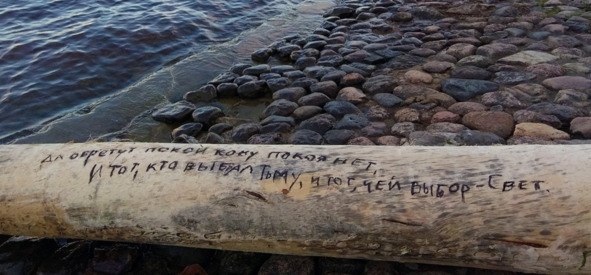 Да обретут покой кому покоя нет,
И тот, кто выбрал Тьму, и тот, чей выбор - Свет.